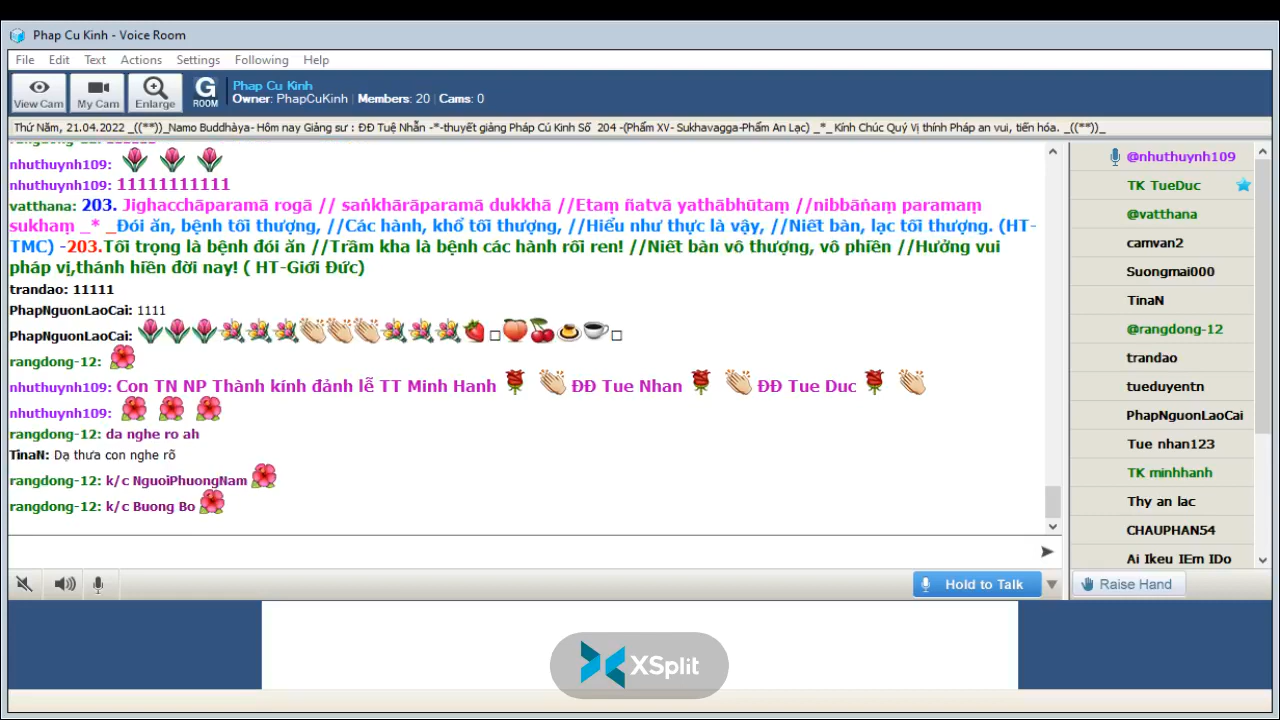 Phap Cu Kinh - Voice Room
File Edit Text Actions Settings Following Help
View Cam My Cam Enlarge G ROOM
Phap Cu Kinh
Owner: PhapCuKinh Members: 20 Cams: 0
Thứ Năm, 21.04.2022 _((**))_Namo Buddhàya- Hôm nay Giảng sư : ĐĐ Tuệ Nhẫn -*-thuyết giảng Pháp Cú Kinh Số 204 -(Phẩm XV- Sukhavagga-Phẩm An Lạc) _*_ Kính Chúc Quý Vị thính Pháp an vui, tiến hóa. _((**))_
nhuthuynh109:
nhuthuynh109: 11111111111
vatthana: 203. Jighacchāparamā rogā // saṅkhārāparamā dukkhā //Etaṃ ñatvā yathābhūtaṃ //nibbāṇaṃ paramaṃ
sukhaṃ _* _Đói ăn, bệnh tối thượng, //Các hành, khổ tối thượng, //Hiểu như thực là vậy, //Niết bàn, lạc tối thượng. (HT-
TMC) -203.Tối trọng là bệnh đói ăn //Trầm kha là bệnh các hành rối ren! //Niết bàn vô thượng, vô phiền //Hưởng vui
pháp vị,thánh hiền đời nay! ( HT-Giới Đức)
trandao: 11111
PhapNguonLaoCai: 1111
PhapNguonLaoCai:
rangdong-12:
nhuthuynh109: Con TN NP Thành kính đảnh lễ TT Minh Hanh ĐĐ Tue Nhan ĐĐ Tue Duc
nhuthuynh109:
rangdong-12: da nghe ro ah
TinaN: Dạ thưa con nghe rõ
rangdong-12: k/c NguoiPhuongNam
rangdong-12: k/c Buong Bo
Hold to Talk
@nhuthuynh109
TK TueDuc
@vatthana
camvan2
Suongmai000
TinaN
@rangdong-12
trandao
tueduyentn
PhapNguonLaoCai
Tue nhan123
TK minhhanh
Thy an lac
CHAUPHAN54
Ai Ikeu IEm IDo
Raise Hand
XSplit